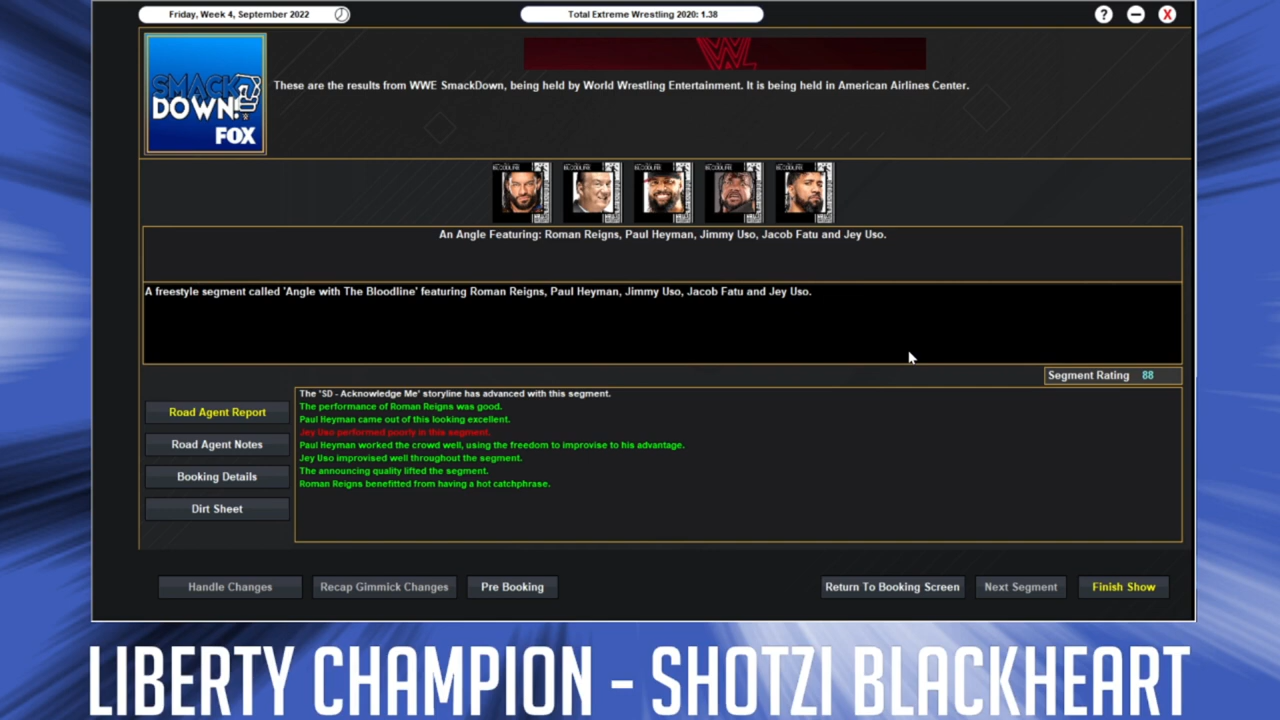 Friday, Week 4, September 2022
Total Extreme Wrestling 2020: 1.38
?
X
SMACK
DOWN!
FOX
W
These are the results from WWE SmackDown, being held by World Wrestling Entertainment. It is being held in American Airlines Center.
An Angle Featuring: Roman Reigns, Paul Heyman, Jimmy Uso, Jacob Fatu and Jey Uso.
A freestyle segment called 'Angle with The Bloodline' featuring Roman Reigns, Paul Heyman, Jimmy Uso, Jacob Fatu and Jey Uso.
Segment Rating 88
Road Agent Report
Road Agent Notes
Booking Details
Dirt Sheet
The 'SD - Acknowledge Me' storyline has advanced with this segment.
The performance of Roman Reigns was good.
Paul Heyman came out of this looking excellent.
Jey Uso performed poorly in this segment.
Paul Heyman worked the crowd well, using the freedom to improvise to his advantage.
Jey Uso improvised well throughout the segment.
The announcing quality lifted the segment.
Roman Reigns benefitted from having a hot catchphrase.
Handle Changes
Recap Gimmick Changes
Pre Booking
Return To Booking Screen
Next Segment
Finish Show
LIBERTY CHAMPION - SHOTZI BLACKHEART